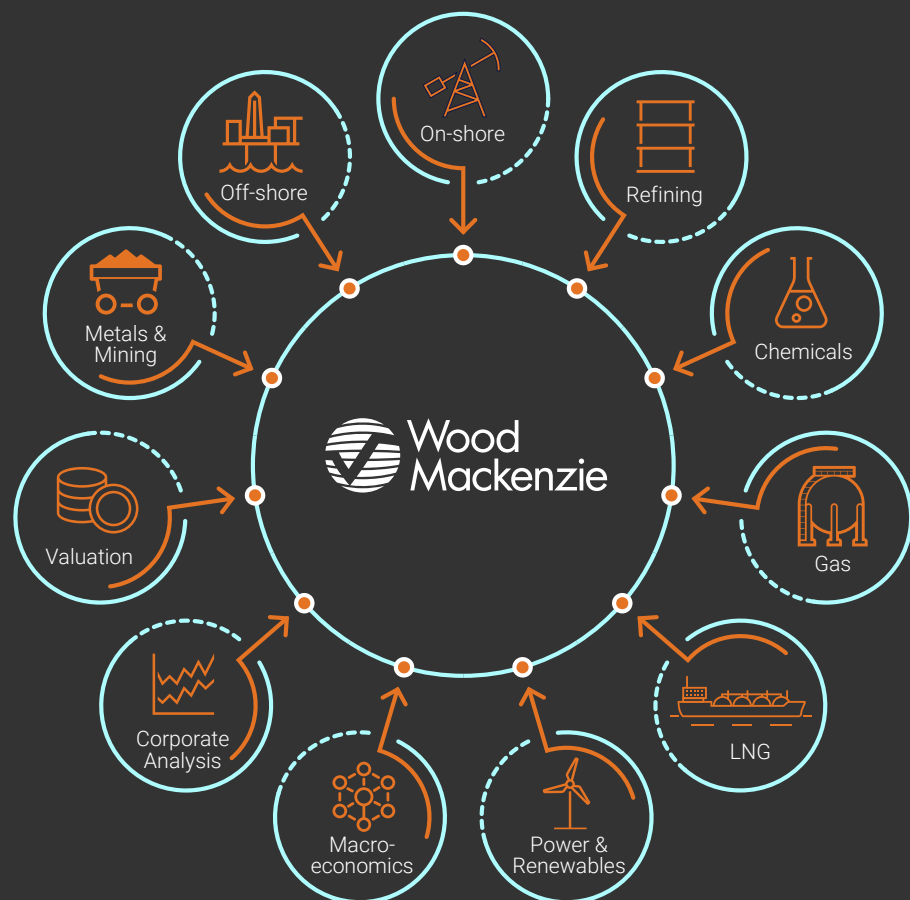 On-shore
Off-shore
Refining
Metals &
Mining
Chemicals
Wood
Mackenzie
Valuation
Gas
Corporate
Analysis
LNG
Macro-
economics
Power &
Renewables